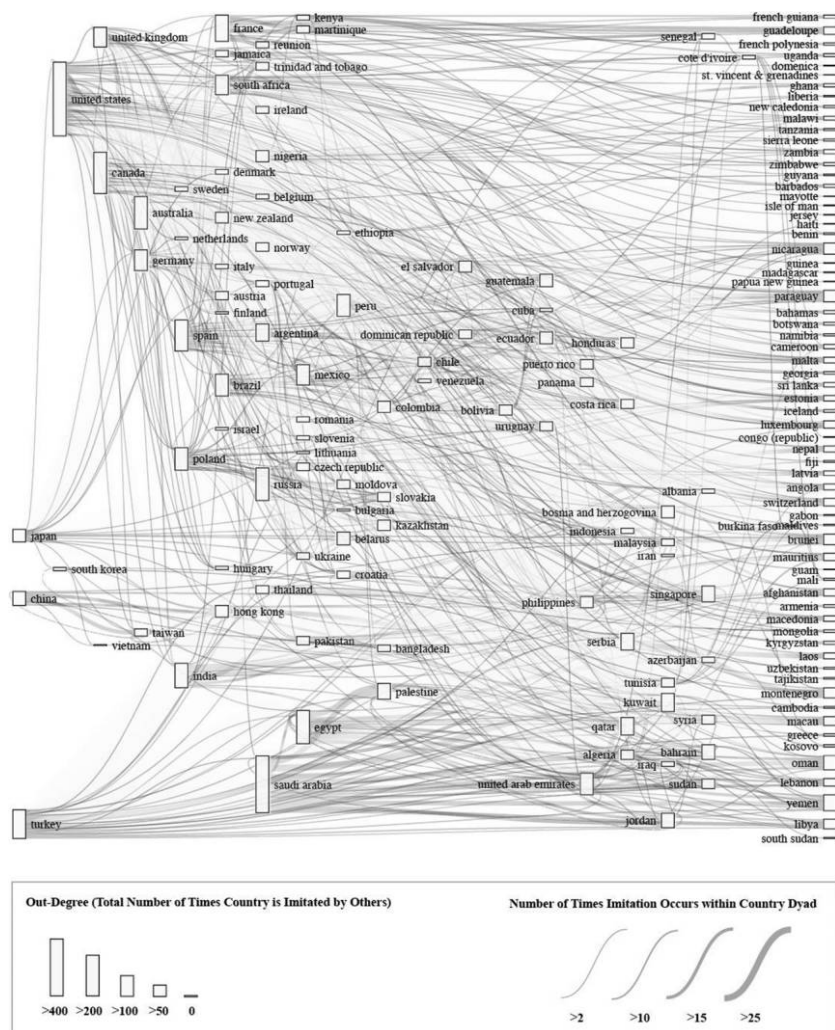 kenya
french guiana
united kingdom
france
martinique
guadeloupe
senegal
reunion
french polynesia
jamaica
cote d'ivoire
uganda
trinidad and tobago
domenica
st. vincent & grenadines
south africa
ghana
united states
liberia
ireland
new caledonia
malawi
tanzania
sierra leone
nigeria
zambia
zimbabwe
canada
denmark
guyana
sweden
barbados
belgium
mayotte
isle of man
australia
new zealand
jersey
haiti
ethiopia
benin
netherlands
norway
nicaragua
germany
italy
el salvador
guinea
madagascar
portugal
guatemala
papua new guinea
austria
paraguay
peru
finland
cuba
bahamas
botswana
spain
argentina
dominican republic
ecuador
honduras
namibia
cameroon
chile
puerto rico
malta
mexico
georgia
brazil
venezuela
panama
sri lanka
estonia
colombia
bolivia
costa rica
iceland
romania
uruguay
luxembourg
israel
slovenia
congo (republic)
lithuania
nepal
poland
czech republic
fiji
latvia
russia
moldova
angola
slovakia
albania
switzerland
bulgaria
bosma and herzogovina
gabon
kazakhstan
burkina faso
maldives
japan
belarus
indonesia
malaysia
brunei
ukraine
iran
mauritius
south korea
hungary
croatia
guam
mali
thailand
singapore
afghanistan
china
hong kong
philippines
armenia
macedonia
taiwan
mongolia
vietnam
pakistan
bangladesh
serbia
kyrgyzstan
laos
azerbaijan
uzbekistan
india
tunisia
tajikistan
palestine
montenegro
kuwait
cambodia
egypt
qatar
syria
macau
greece
kosovo
algeria
bahrain
saudi arabia
iraq
oman
united arab emirates
sudan
lebanon
yemen
turkey
jordan
libya
south sudan
Out-Degree (Total Number of Times Country is Imitated by Others)
>400 >200 >100 >50 0
Number of Times Imitation Occurs within Country Dyad
>2 >10 >15 >25